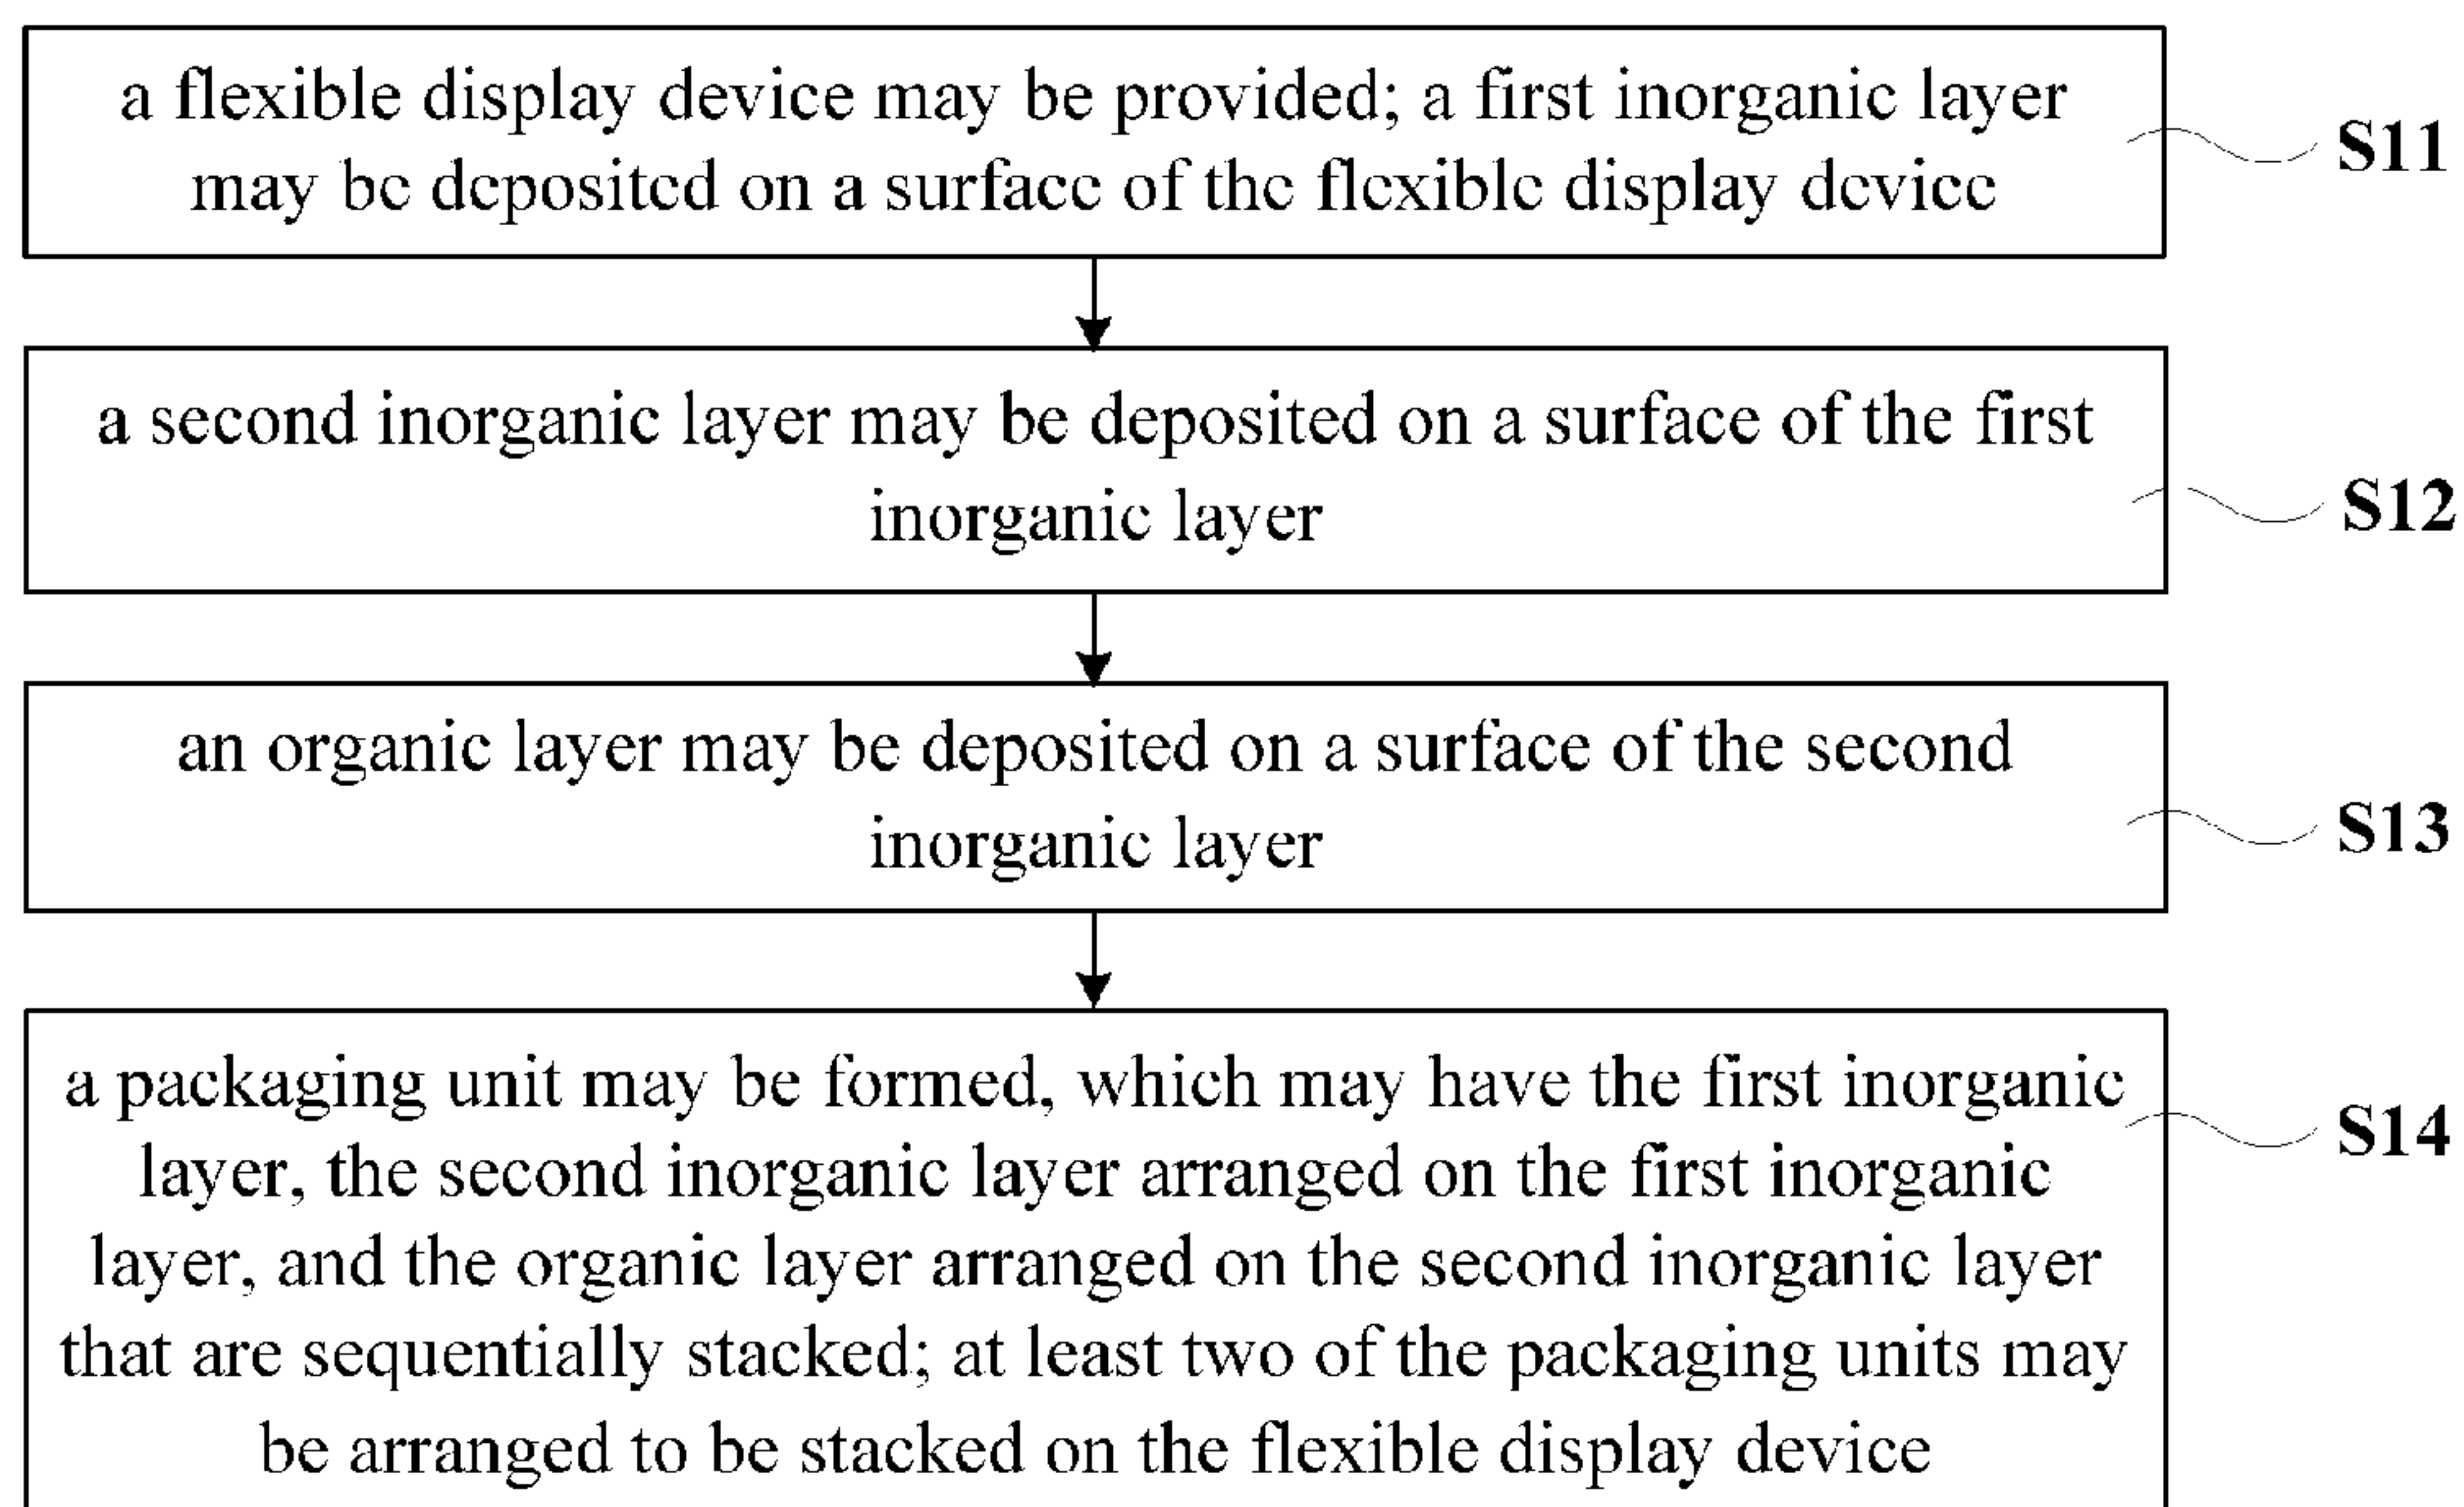 a flexible display device may be provided; a first inorganic layer
may be deposited on a surface of the flexible display device
S11
a second inorganic layer may be deposited on a surface of the first
inorganic layer
S12
an organic layer may be deposited on a surface of the second
inorganic layer
S13
a packaging unit may be formed, which may have the first inorganic
layer, the second inorganic layer arranged on the first inorganic
layer, and the organic layer arranged on the second inorganic layer
that are sequentially stacked; at least two of the packaging units may
be arranged to be stacked on the flexible display device
S14